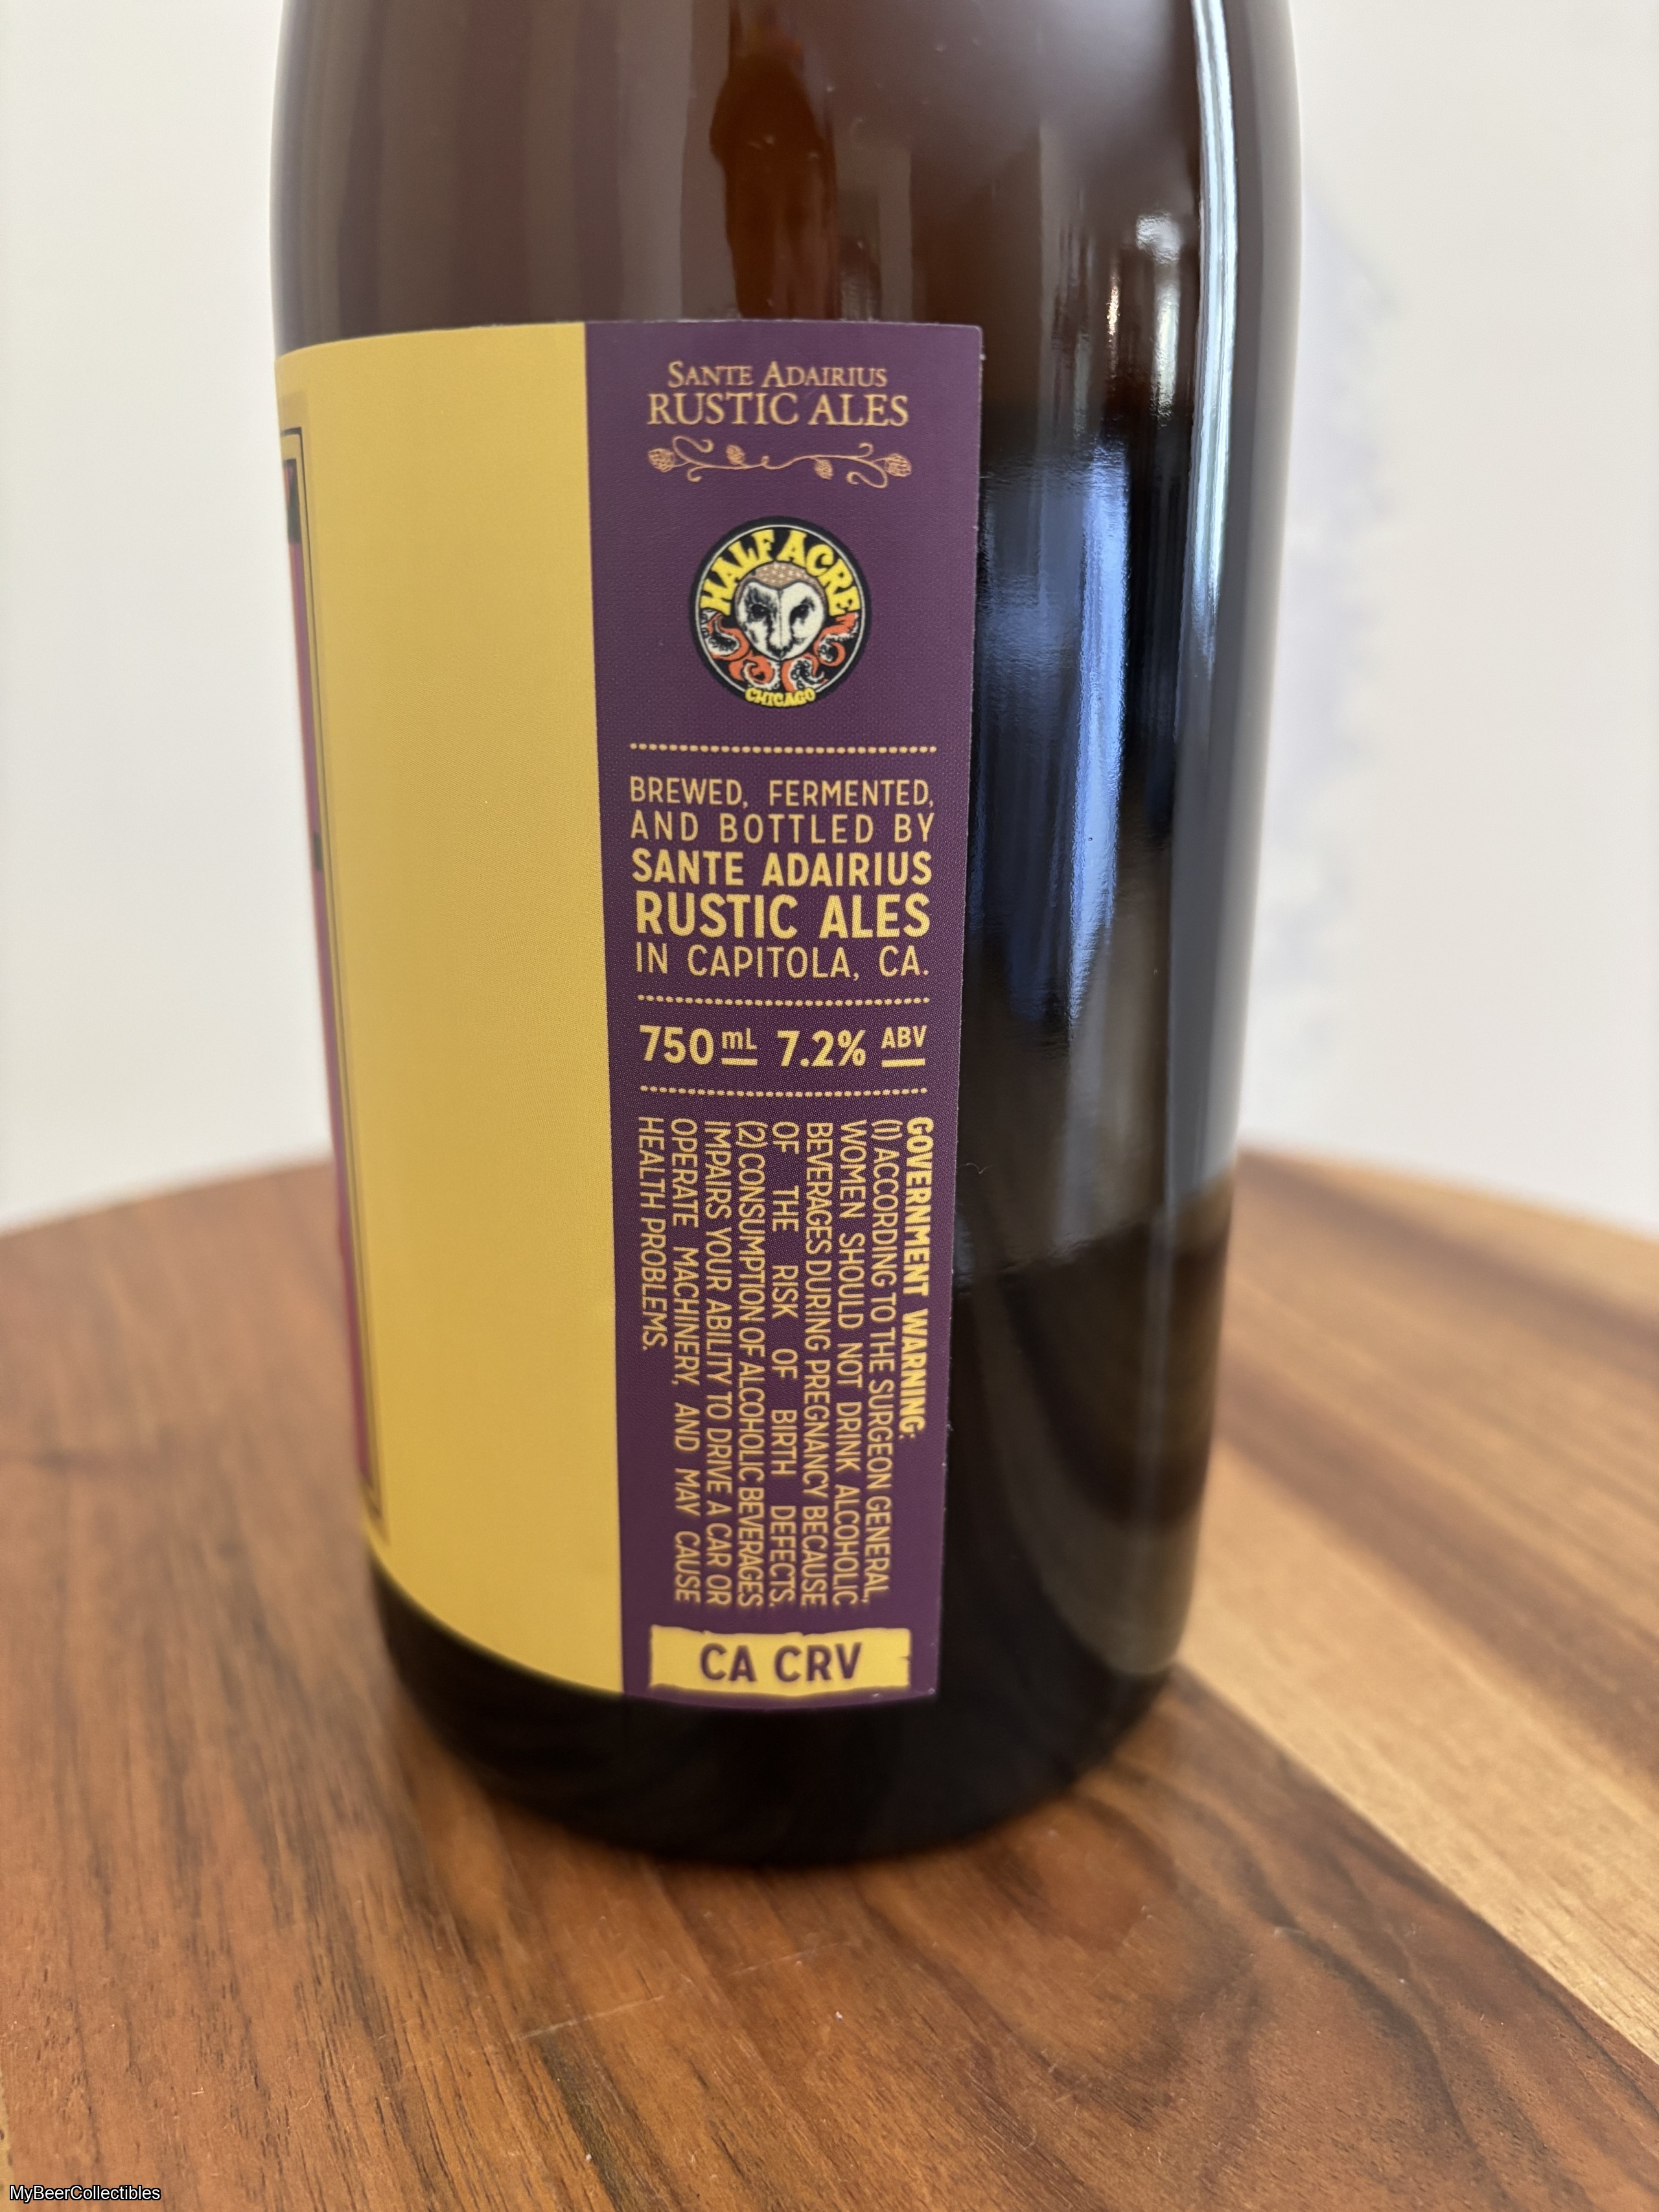 SANTE ADAIRIUS
RUSTIC ALES
HALF ACRE
CHICAGO
BREWED, FERMENTED,
AND BOTTLED BY
SANTE ADAIRIUS
RUSTIC ALES
IN CAPITOLA, CA.
750 mL 7.2% ABV
GOVERNMENT WARNING:
(1) ACCORDING TO THE SURGEON GENERAL,
WOMEN SHOULD NOT DRINK ALCOHOLIC
BEVERAGES DURING PREGNANCY BECAUSE
OF THE RISK OF BIRTH DEFECTS.
(2) CONSUMPTION OF ALCOHOLIC BEVERAGES
IMPAIRS YOUR ABILITY TO DRIVE A CAR OR
OPERATE MACHINERY, AND MAY CAUSE
HEALTH PROBLEMS.
CA CRV
MyBeerCollectibles